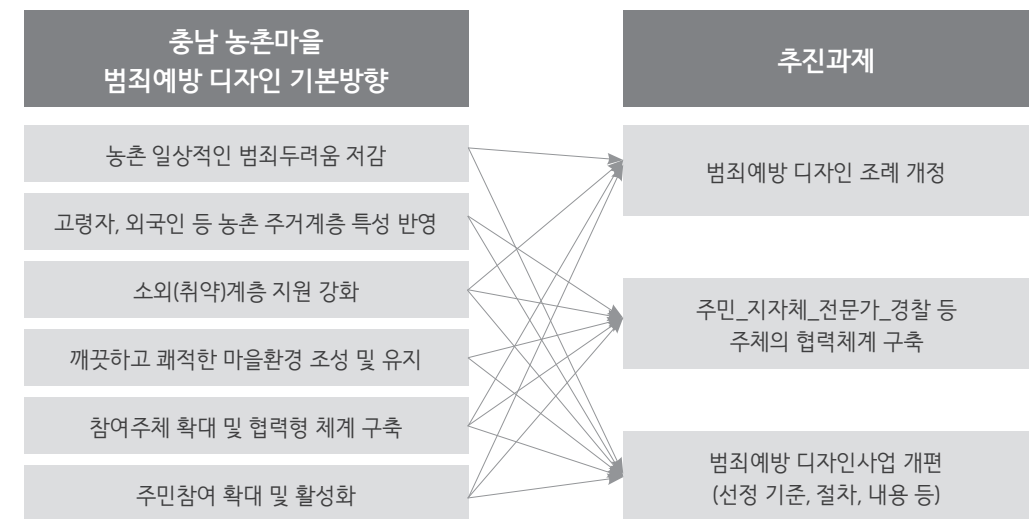 충남 농촌마을
범죄예방 디자인 기본방향
농촌 일상적인 범죄두려움 저감
고령자, 외국인 등 농촌 주거계층 특성 반영
소외(취약)계층 지원 강화
깨끗하고 쾌적한 마을환경 조성 및 유지
참여주체 확대 및 협력형 체계 구축
주민참여 확대 및 활성화
추진과제
범죄예방 디자인 조례 개정
주민_지자체_전문가_경찰 등
주체의 협력체계 구축
범죄예방 디자인사업 개편
(선정 기준, 절차, 내용 등)